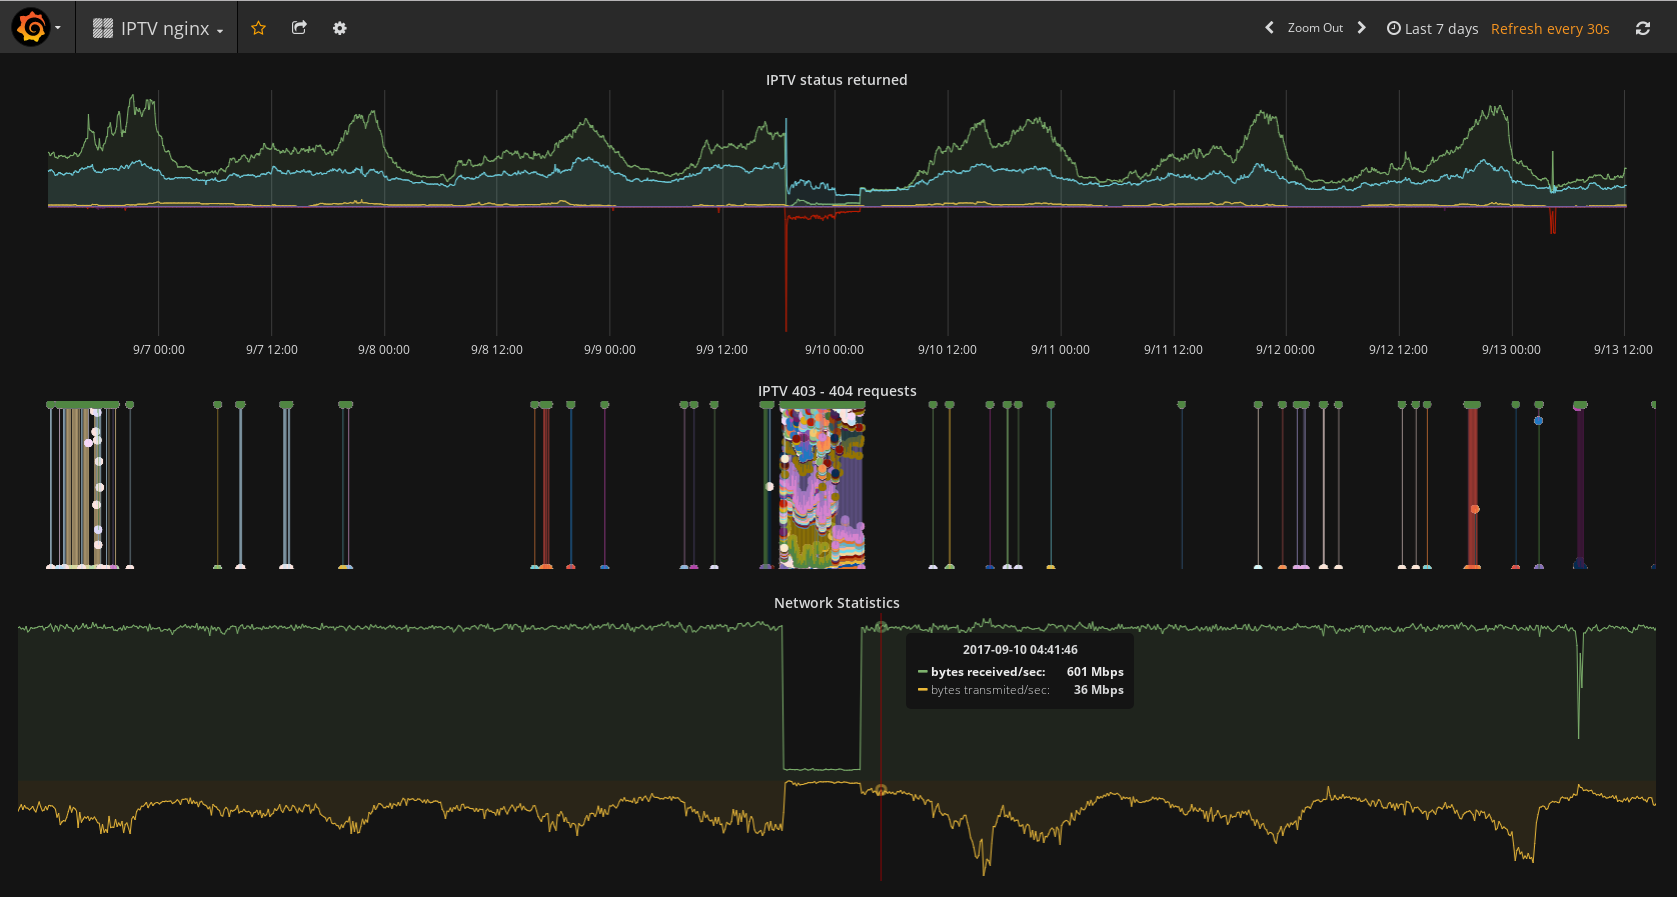 IPTV nginx
Zoom Out
Last 7 days
Refresh every 30s
IPTV status returned
9/7 00:00
9/7 12:00
9/8 00:00
9/8 12:00
9/9 00:00
9/9 12:00
9/10 00:00
9/10 12:00
9/11 00:00
9/11 12:00
9/12 00:00
9/12 12:00
9/13 00:00
9/13 12:00
IPTV 403 - 404 requests
Network Statistics
2017-09-10 04:41:46
bytes received/sec: 601 Mbps
bytes transmited/sec: 36 Mbps